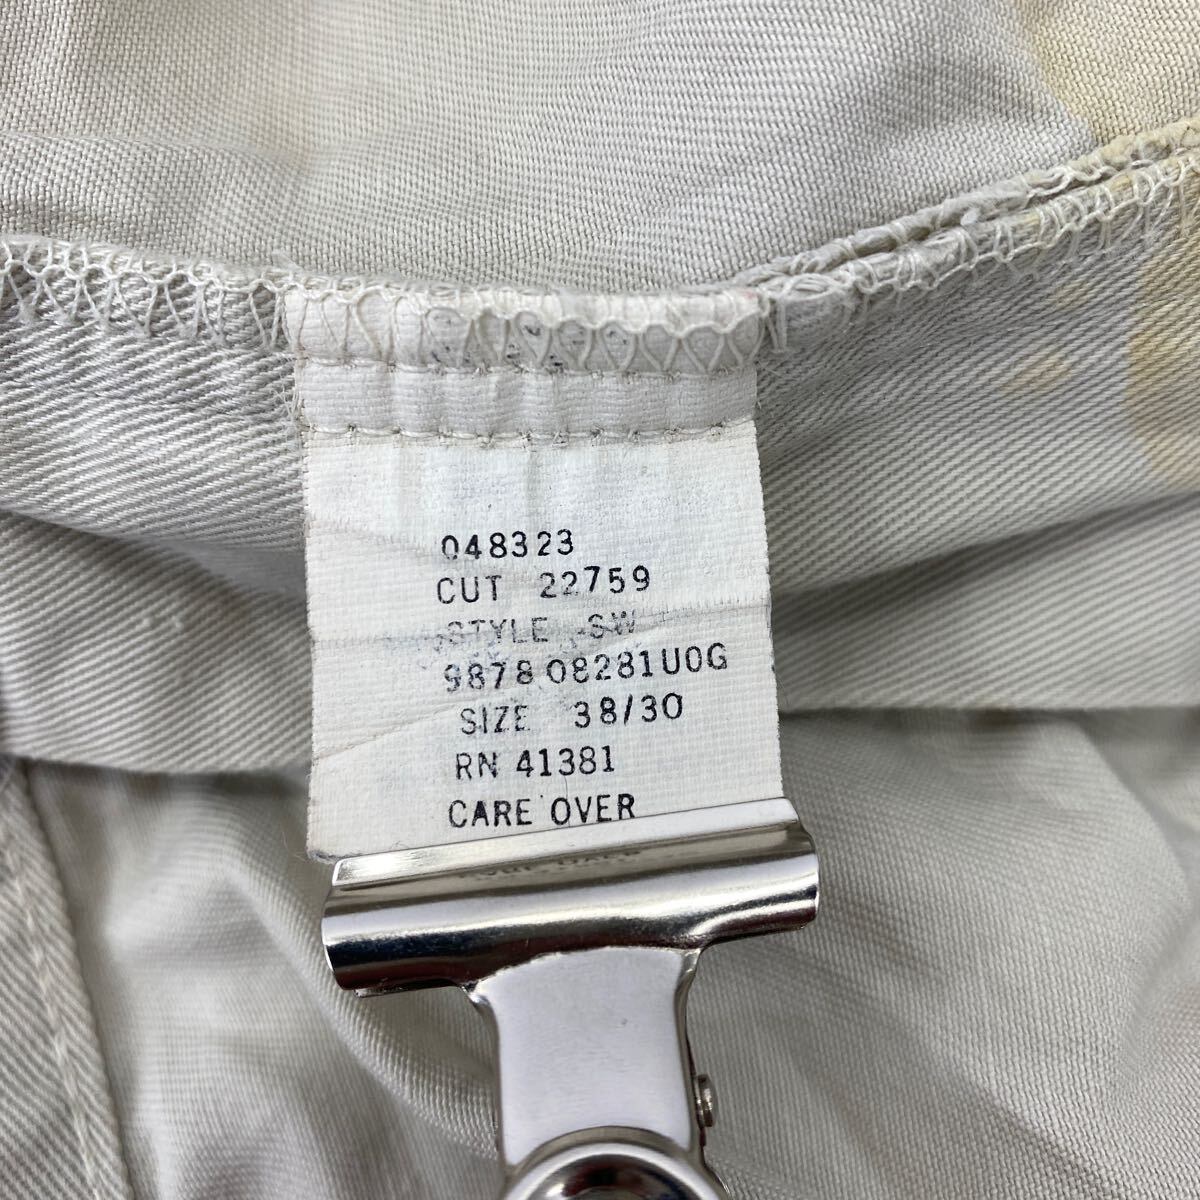 048323
CUT 22759
STYLE SW
9878 08281U0G
SIZE 38/30
RN 41381
CARE OVER